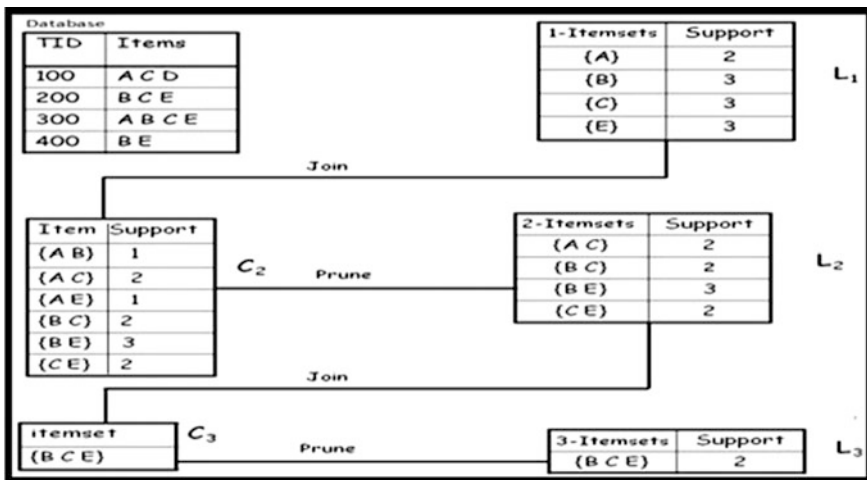 Database
TID Items
100 A C D
200 B C E
300 A B C E
400 B E
1-Itemsets Support
{A} 2
{B} 3
{C} 3
{E} 3
L1
Join
Item Support
{A B} 1
{A C} 2
{A E} 1
{B C} 2
{B E} 3
{C E} 2
C2
Prune
2-Itemsets Support
{A C} 2
{B C} 2
{B E} 3
{C E} 2
L2
Join
itemset
{B C E}
C3
Prune
3-Itemsets Support
{B C E} 2
L3